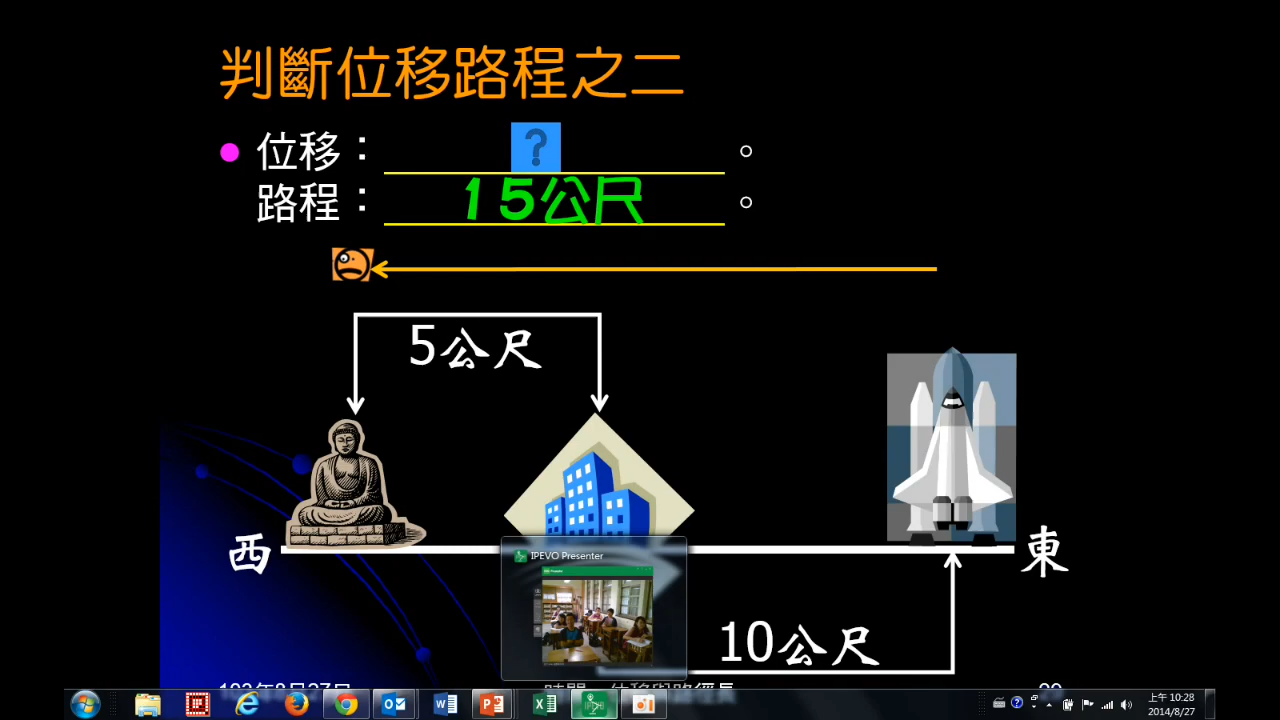 判斷位移路程之二
位移： ? 。
路程： 15公尺 。
5公尺
西
東
IPEVO Presenter
10公尺
上午 10:28
2014/8/27